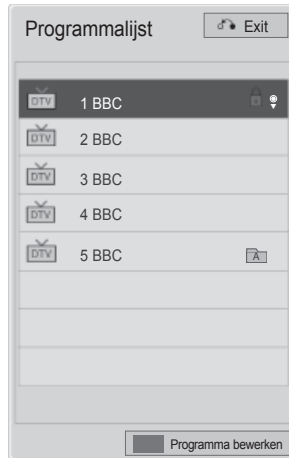 Programmalijst
Exit
DTV 1 BBC
DTV 2 BBC
DTV 3 BBC
DTV 4 BBC
DTV 5 BBC A
Programma bewerken